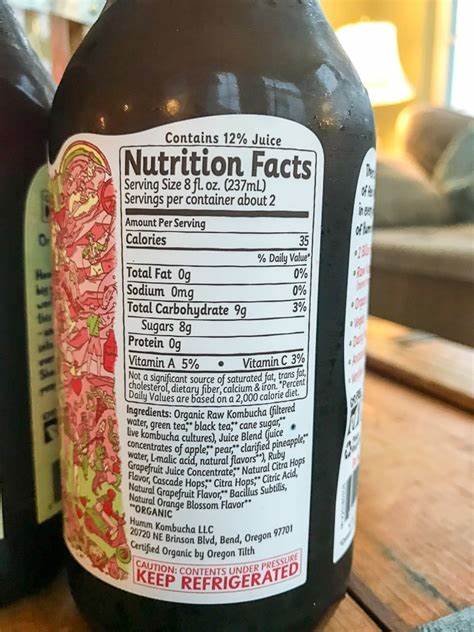 Contains 12% Juice
Nutrition Facts
Serving Size 8 fl. oz. (237mL)
Servings per container about 2
Amount Per Serving
Calories 35
% Daily Value*
Total Fat 0g 0%
Sodium 0mg 0%
Total Carbohydrate 9g 3%
Sugars 8g
Protein 0g
Vitamin A 5% • Vitamin C 3%
Not a significant source of saturated fat, trans fat,
cholesterol, dietary fiber, calcium & iron. *Percent
Daily Values are based on a 2,000 calorie diet.
Ingredients: Organic Raw Kombucha (filtered
water, green tea,** black tea,** cane sugar,**
live kombucha cultures), Juice Blend (juice
concentrates of apple,** pear,** clarified pineapple,**
water, L-malic acid, natural flavors**), Ruby
Grapefruit Juice Concentrate,** Natural Citra Hops
Flavor, Cascade Hops,** Citra Hops,** Citric Acid,
Natural Grapefruit Flavor,** Bacillus Subtilis,
Natural Orange Blossom Flavor**
**ORGANIC
Humm Kombucha LLC
20720 NE Brinson Blvd, Bend, Oregon 97701
Certified Organic by Oregon Tilth
CAUTION: CONTENTS UNDER PRESSURE
KEEP REFRIGERATED